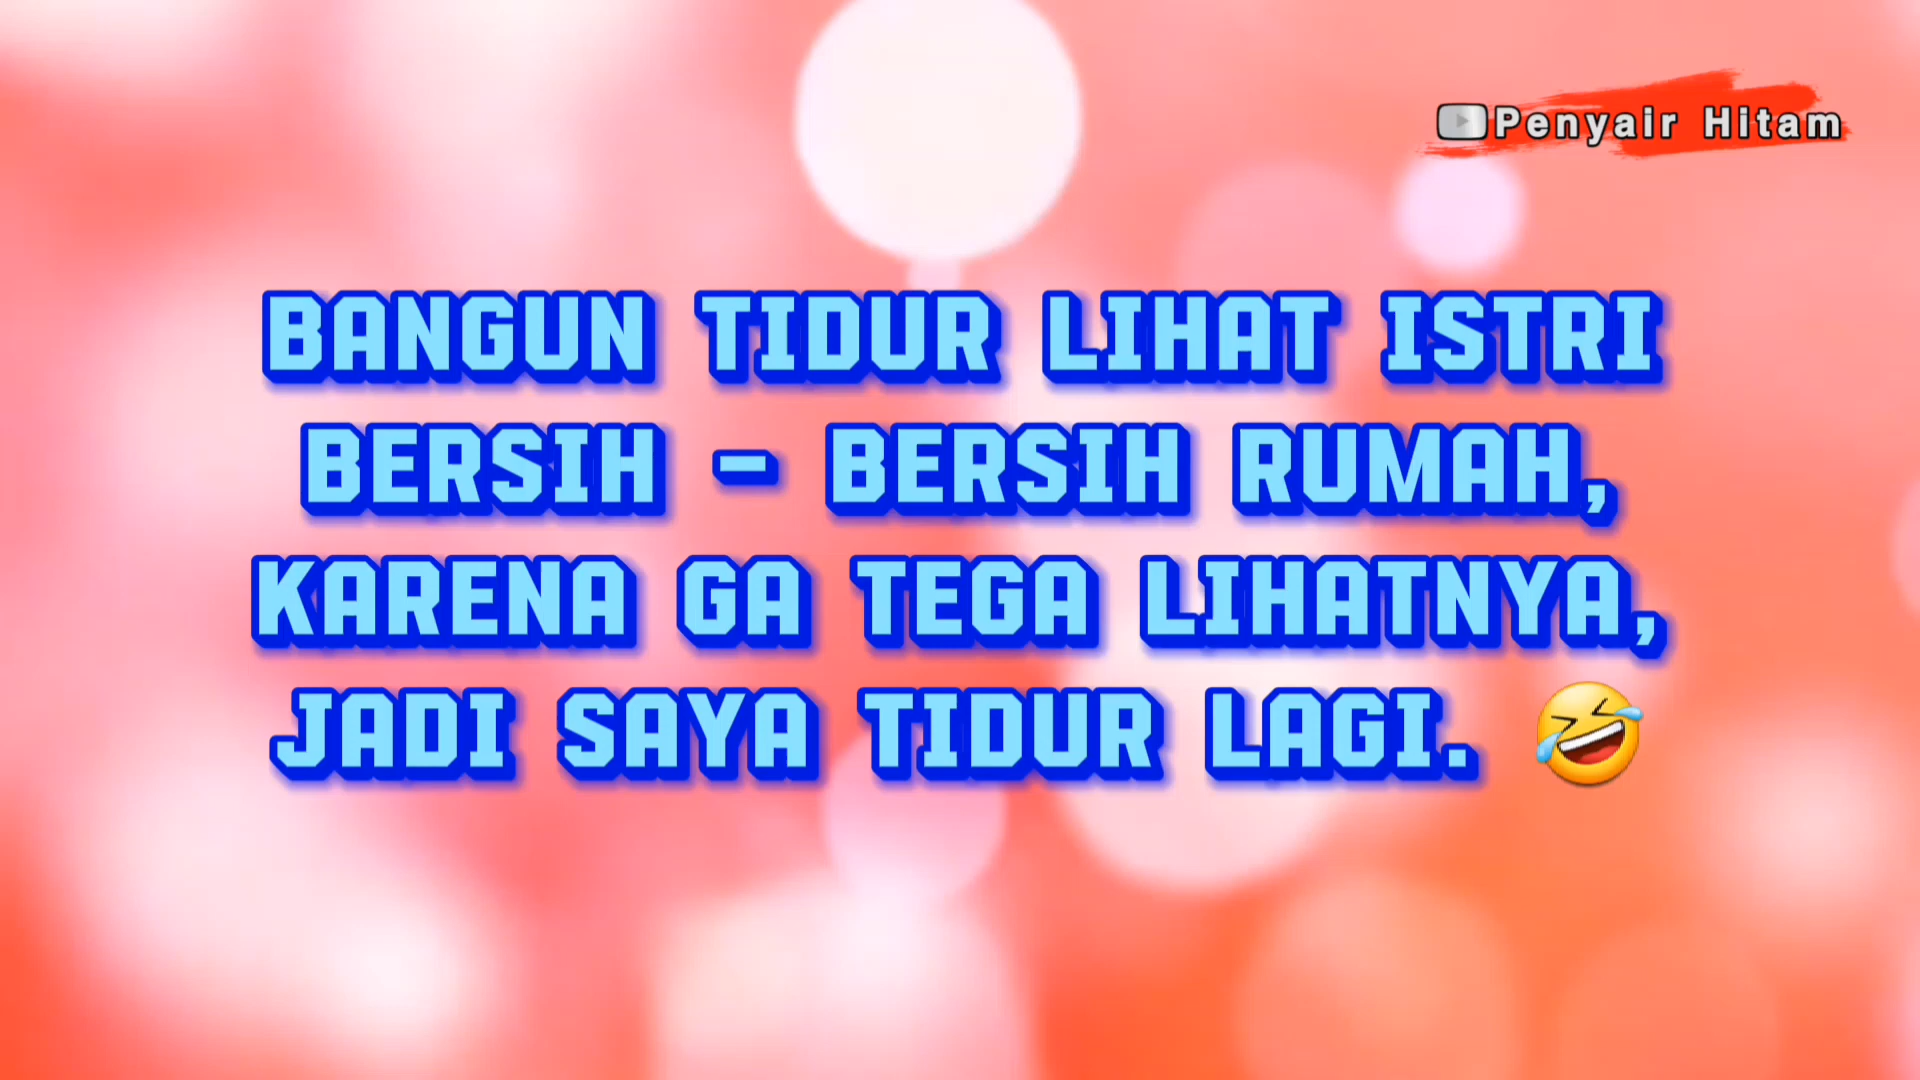 Penyair Hitam
BANGUN TIDUR LIHAT ISTRI
BERSIH - BERSIH RUMAH,
KARENA GA TEGA LIHATNYA,
JADI SAYA TIDUR LAGI. 🤣